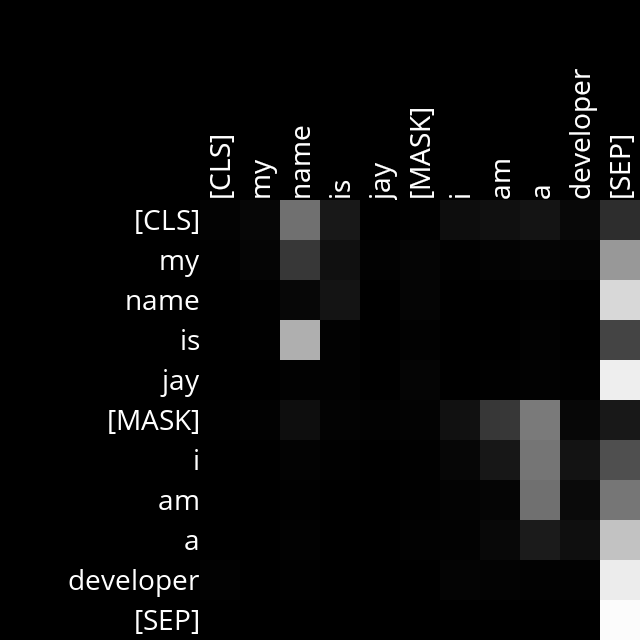 [CLS]
my
name
is
jay
[MASK]
i
am
a
developer
[SEP]
[CLS]
my
name
is
jay
[MASK]
i
am
a
developer
[SEP]